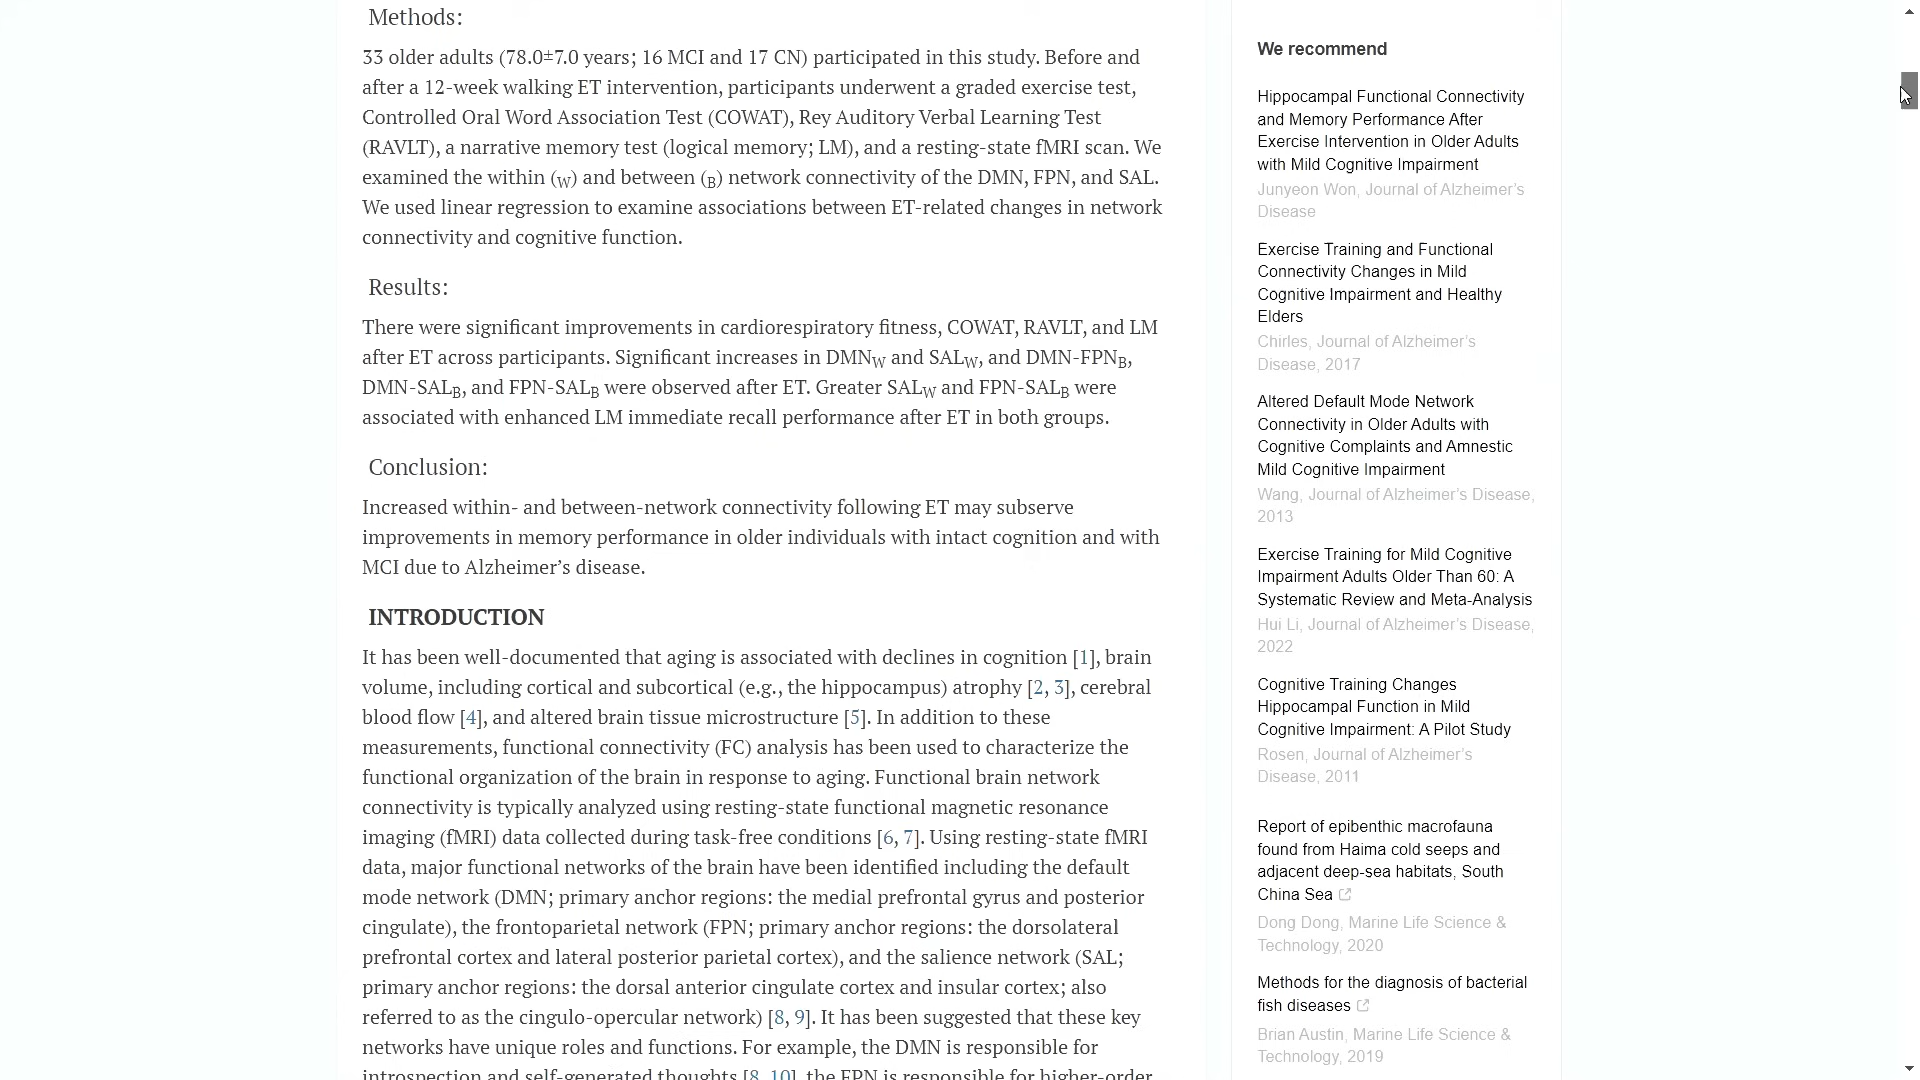 Methods:
33 older adults (78.0±7.0 years; 16 MCI and 17 CN) participated in this study. Before and
after a 12-week walking ET intervention, participants underwent a graded exercise test,
Controlled Oral Word Association Test (COWAT), Rey Auditory Verbal Learning Test
(RAVLT), a narrative memory test (logical memory; LM), and a resting-state fMRI scan. We
examined the within (W) and between (B) network connectivity of the DMN, FPN, and SAL.
We used linear regression to examine associations between ET-related changes in network
connectivity and cognitive function.
Results:
There were significant improvements in cardiorespiratory fitness, COWAT, RAVLT, and LM
after ET across participants. Significant increases in DMNW and SALW, and DMN-FPNB,
DMN-SALB, and FPN-SALB were observed after ET. Greater SALW and FPN-SALB were
associated with enhanced LM immediate recall performance after ET in both groups.
Conclusion:
Increased within- and between-network connectivity following ET may subserve
improvements in memory performance in older individuals with intact cognition and with
MCI due to Alzheimer’s disease.
INTRODUCTION
It has been well-documented that aging is associated with declines in cognition [1], brain
volume, including cortical and subcortical (e.g., the hippocampus) atrophy [2, 3], cerebral
blood flow [4], and altered brain tissue microstructure [5]. In addition to these
measurements, functional connectivity (FC) analysis has been used to characterize the
functional organization of the brain in response to aging. Functional brain network
connectivity is typically analyzed using resting-state functional magnetic resonance
imaging (fMRI) data collected during task-free conditions [6, 7]. Using resting-state fMRI
data, major functional networks of the brain have been identified including the default
mode network (DMN; primary anchor regions: the medial prefrontal gyrus and posterior
cingulate), the frontoparietal network (FPN; primary anchor regions: the dorsolateral
prefrontal cortex and lateral posterior parietal cortex), and the salience network (SAL;
primary anchor regions: the dorsal anterior cingulate cortex and insular cortex; also
referred to as the cingulo-opercular network) [8, 9]. It has been suggested that these key
networks have unique roles and functions. For example, the DMN is responsible for
introspection and self-generated thoughts [8, 10], the FPN is responsible for higher-order
We recommend
Hippocampal Functional Connectivity
and Memory Performance After
Exercise Intervention in Older Adults
with Mild Cognitive Impairment
Junyeon Won, Journal of Alzheimer’s
Disease
Exercise Training and Functional
Connectivity Changes in Mild
Cognitive Impairment and Healthy
Elders
Chirles, Journal of Alzheimer’s
Disease, 2017
Altered Default Mode Network
Connectivity in Older Adults with
Cognitive Complaints and Amnestic
Mild Cognitive Impairment
Wang, Journal of Alzheimer’s Disease,
2013
Exercise Training for Mild Cognitive
Impairment Adults Older Than 60: A
Systematic Review and Meta-Analysis
Hui Li, Journal of Alzheimer’s Disease,
2022
Cognitive Training Changes
Hippocampal Function in Mild
Cognitive Impairment: A Pilot Study
Rosen, Journal of Alzheimer’s
Disease, 2011
Report of epibenthic macrofauna
found from Haima cold seeps and
adjacent deep-sea habitats, South
China Sea
Dong Dong, Marine Life Science &
Technology, 2020
Methods for the diagnosis of bacterial
fish diseases
Brian Austin, Marine Life Science &
Technology, 2019